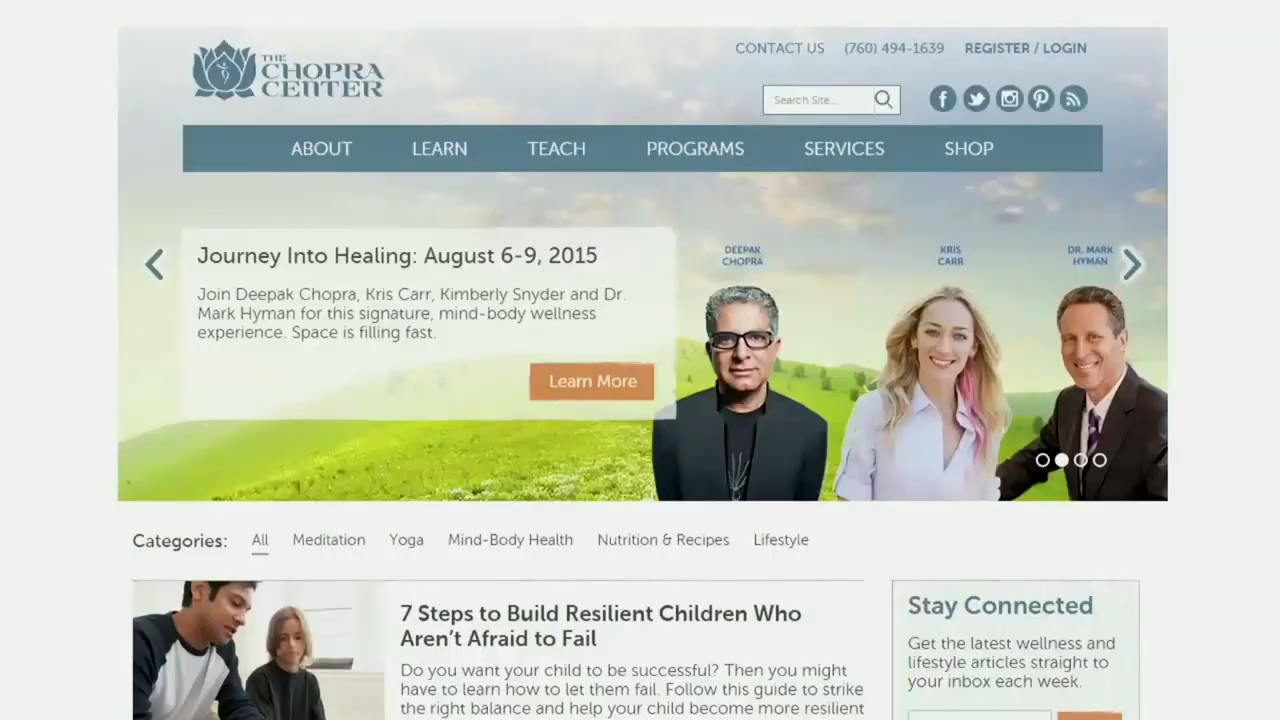 THE
CHOPRA
CENTER
CONTACT US (760) 494-1639 REGISTER / LOGIN
Search Site...
ABOUT LEARN TEACH PROGRAMS SERVICES SHOP
Journey Into Healing: August 6-9, 2015
Join Deepak Chopra, Kris Carr, Kimberly Snyder and Dr.
Mark Hyman for this signature, mind-body wellness
experience. Space is filling fast.
Learn More
DEEPAK
CHOPRA
KRIS
CARR
DR. MARK
HYMAN
Categories: All Meditation Yoga Mind-Body Health Nutrition & Recipes Lifestyle
7 Steps to Build Resilient Children Who
Aren't Afraid to Fail
Do you want your child to be successful? Then you might
have to learn how to let them fail. Follow this guide to strike
the right balance and help your child become more resilient
Stay Connected
Get the latest wellness and
lifestyle articles straight to
your inbox each week.